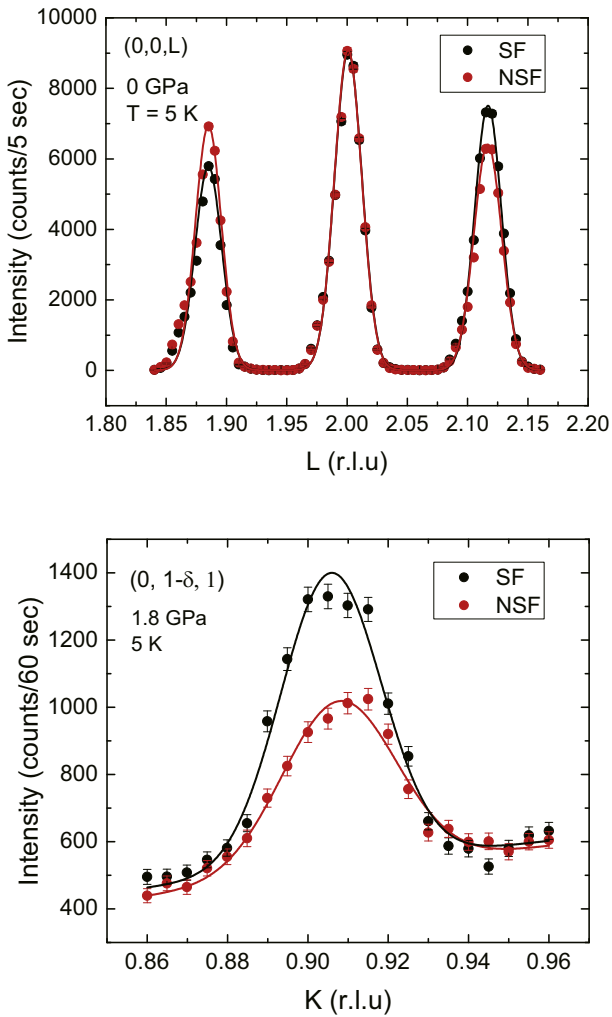 (0,0,L)
0 GPa
T = 5 K
SF
NSF
Intensity (counts/5 sec)
10000
8000
6000
4000
2000
0
1.80 1.85 1.90 1.95 2.00 2.05 2.10 2.15 2.20
L (r.l.u)
(0, 1-δ, 1)
1.8 GPa
5 K
SF
NSF
Intensity (counts/60 sec)
1400
1200
1000
800
600
400
0.86 0.88 0.90 0.92 0.94 0.96
K (r.l.u)